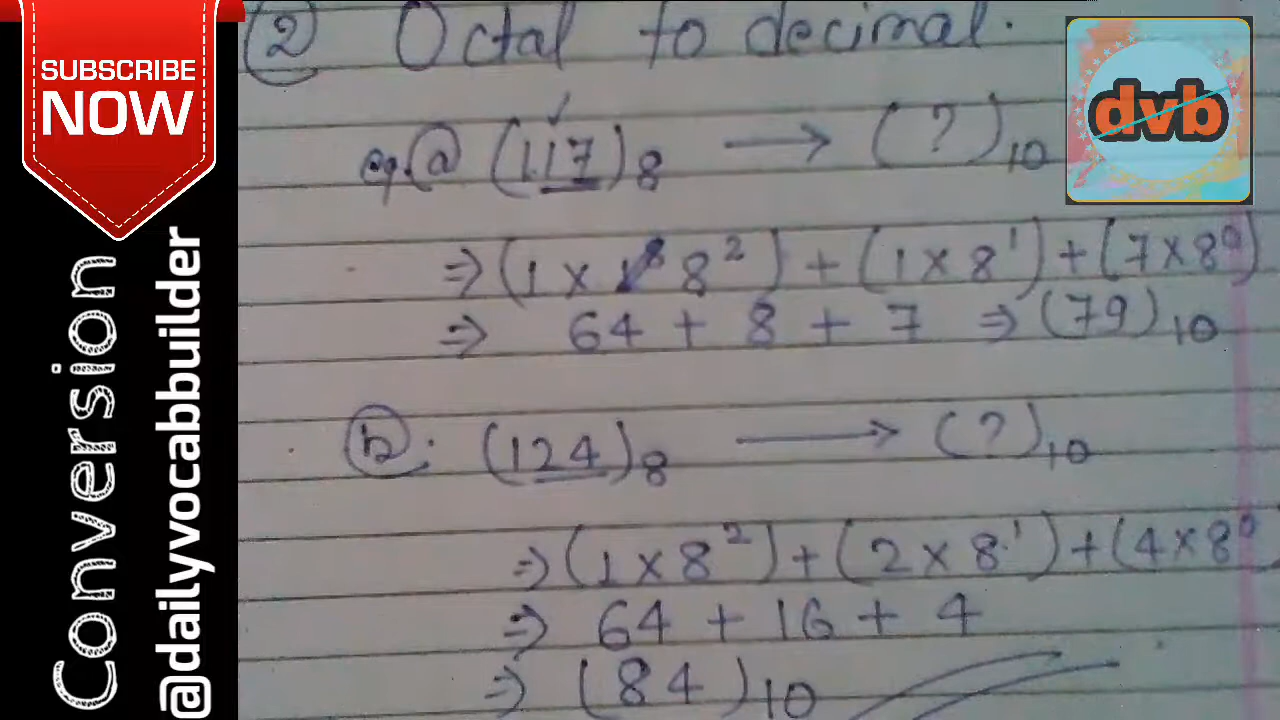 SUBSCRIBE
NOW
Conversion
@dailyvocabbuilder
dvb
(2) Octal to decimal.
eg. (a) (117)₈ → (?)₁₀
⇒ (1 × 8²) + (1 × 8¹) + (7 × 8⁰)
⇒ 64 + 8 + 7 ⇒ (79)₁₀
(b). (124)₈ → (?)₁₀
⇒ (1 × 8²) + (2 × 8¹) + (4 × 8⁰)
⇒ 64 + 16 + 4
⇒ (84)₁₀